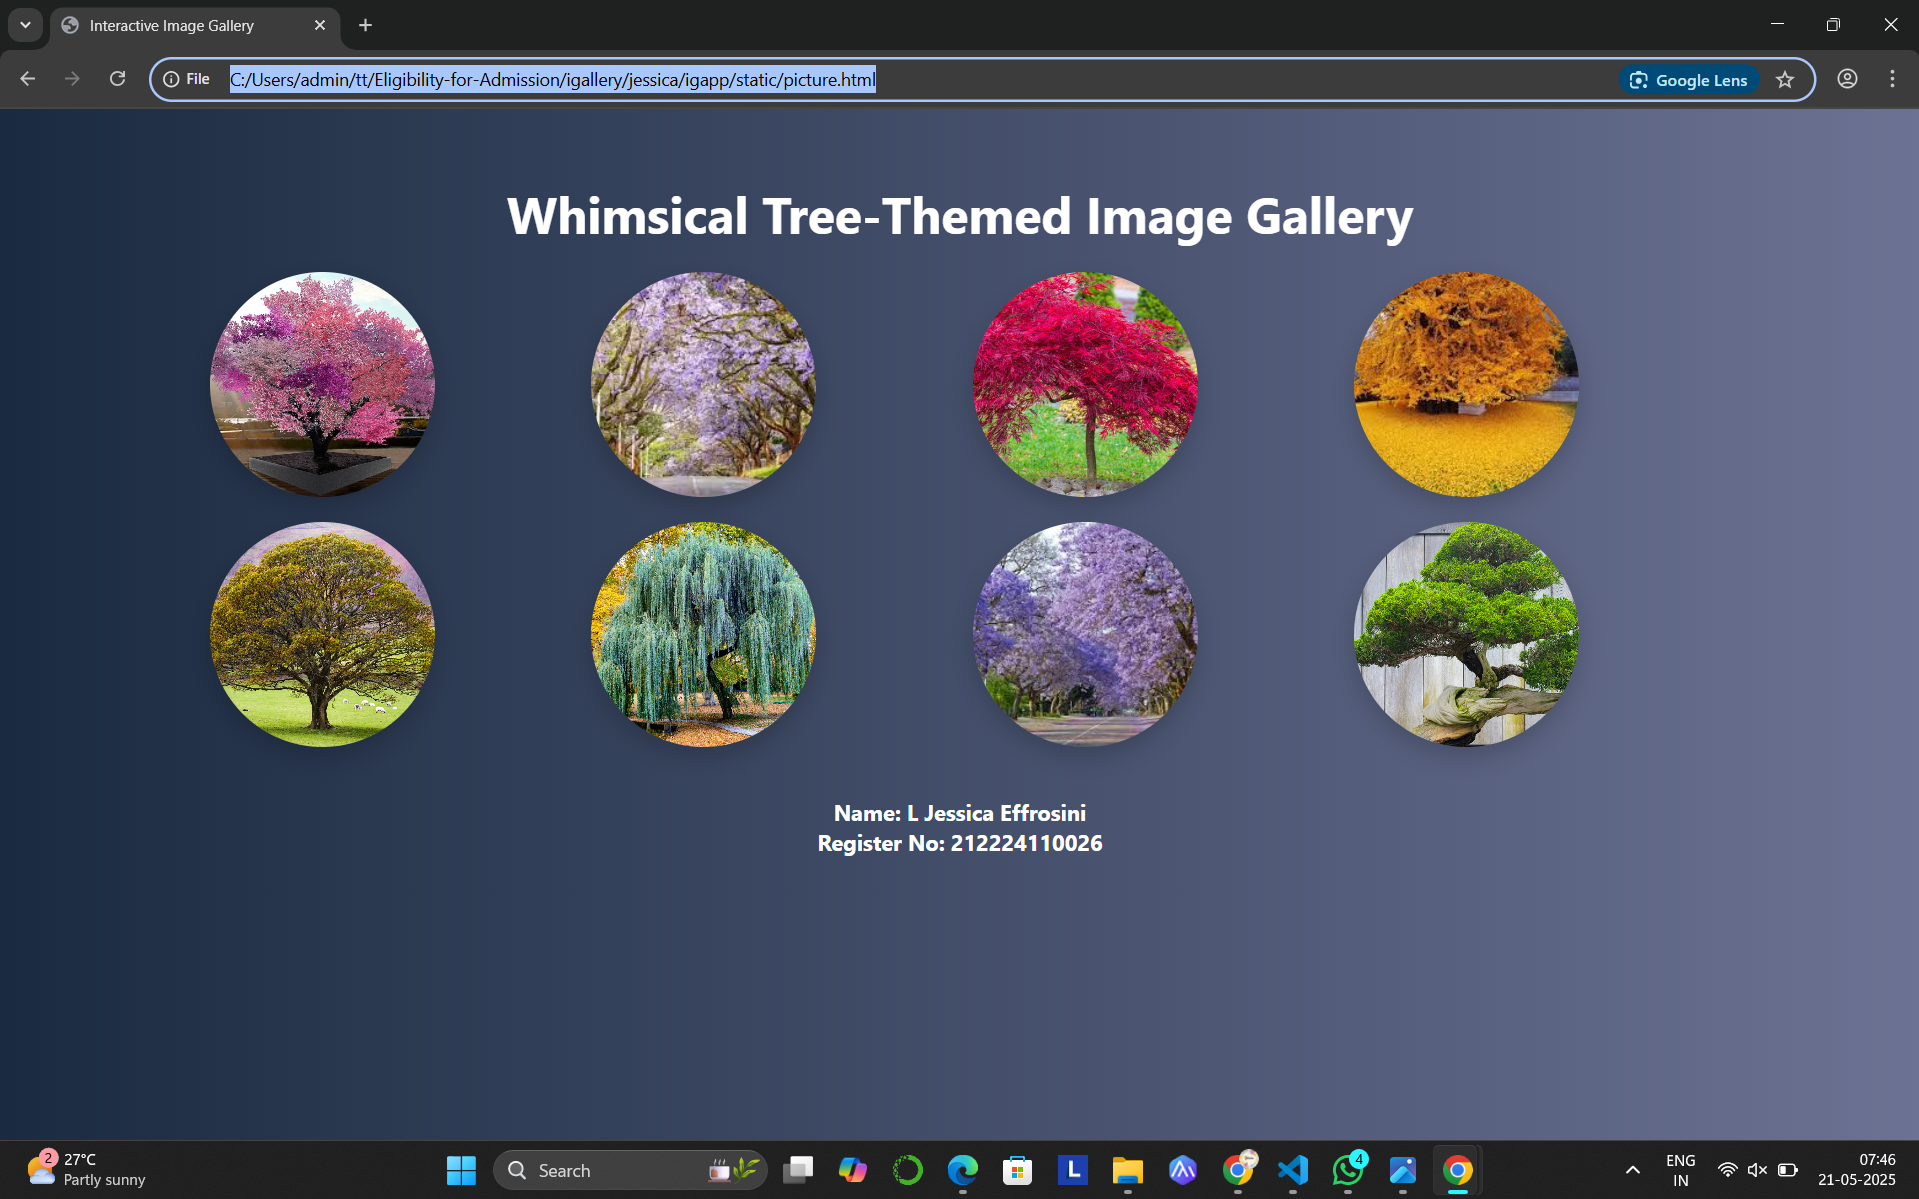 Interactive Image Gallery
File
C:/Users/admin/tt/Eligibility-for-Admission/igallery/jessica/igapp/static/picture.html
Google Lens
Whimsical Tree-Themed Image Gallery
Name: L Jessica Effrosini
Register No: 212224110026
2
27°C
Partly sunny
Search
L
4
ENG
IN
07:46
21-05-2025